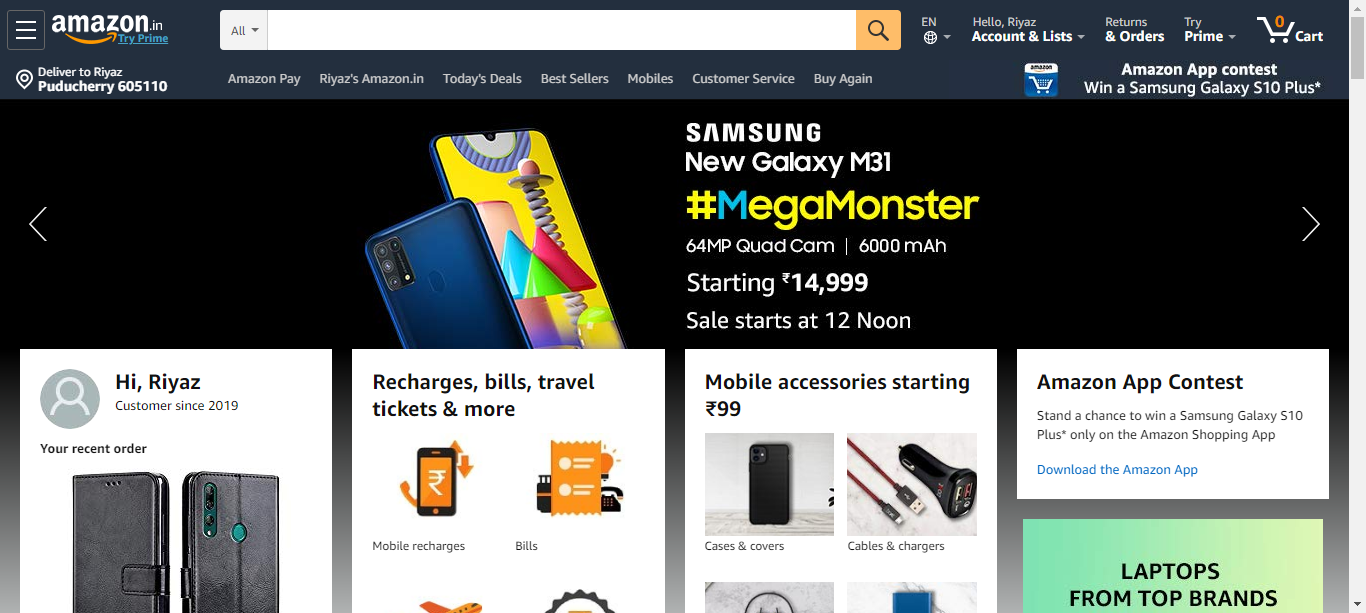 amazon.in
Try Prime
All
EN
Hello, Riyaz
Account & Lists
Returns
& Orders
Try
Prime
0
Cart
Deliver to Riyaz
Puducherry 605110
Amazon Pay
Riyaz's Amazon.in
Today's Deals
Best Sellers
Mobiles
Customer Service
Buy Again
amazon
Amazon App contest
Win a Samsung Galaxy S10 Plus*
SAMSUNG
New Galaxy M31
#MegaMonster
64MP Quad Cam | 6000 mAh
Starting ₹14,999
Sale starts at 12 Noon
Hi, Riyaz
Customer since 2019
Your recent order
Recharges, bills, travel
tickets & more
Mobile recharges
Bills
Mobile accessories starting
₹99
Cases & covers
Cables & chargers
Amazon App Contest
Stand a chance to win a Samsung Galaxy S10
Plus* only on the Amazon Shopping App
Download the Amazon App
LAPTOPS
FROM TOP BRANDS